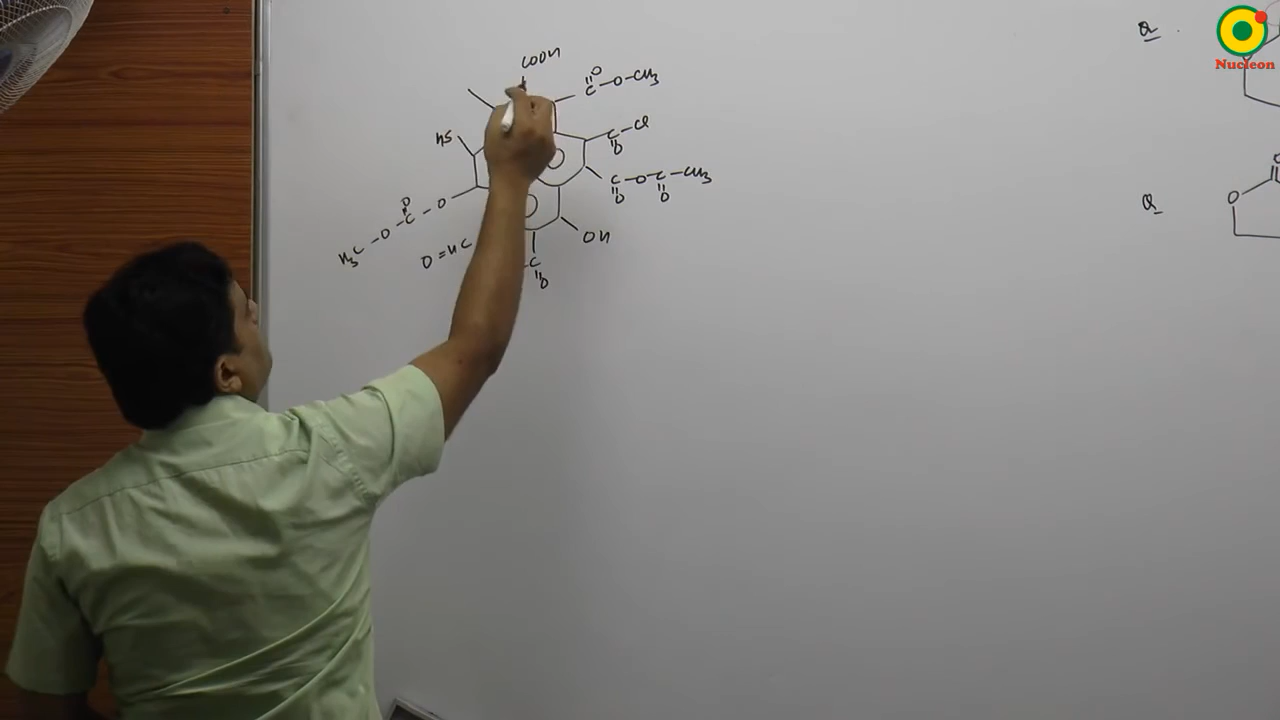 COOH
O
C-O-CH3
HS
C-Cl
O
C-O-C-CH3
O O
O
O-C-O
H3C
O=HC
OH
C
O
Q.
Q
O
O
Nucleon